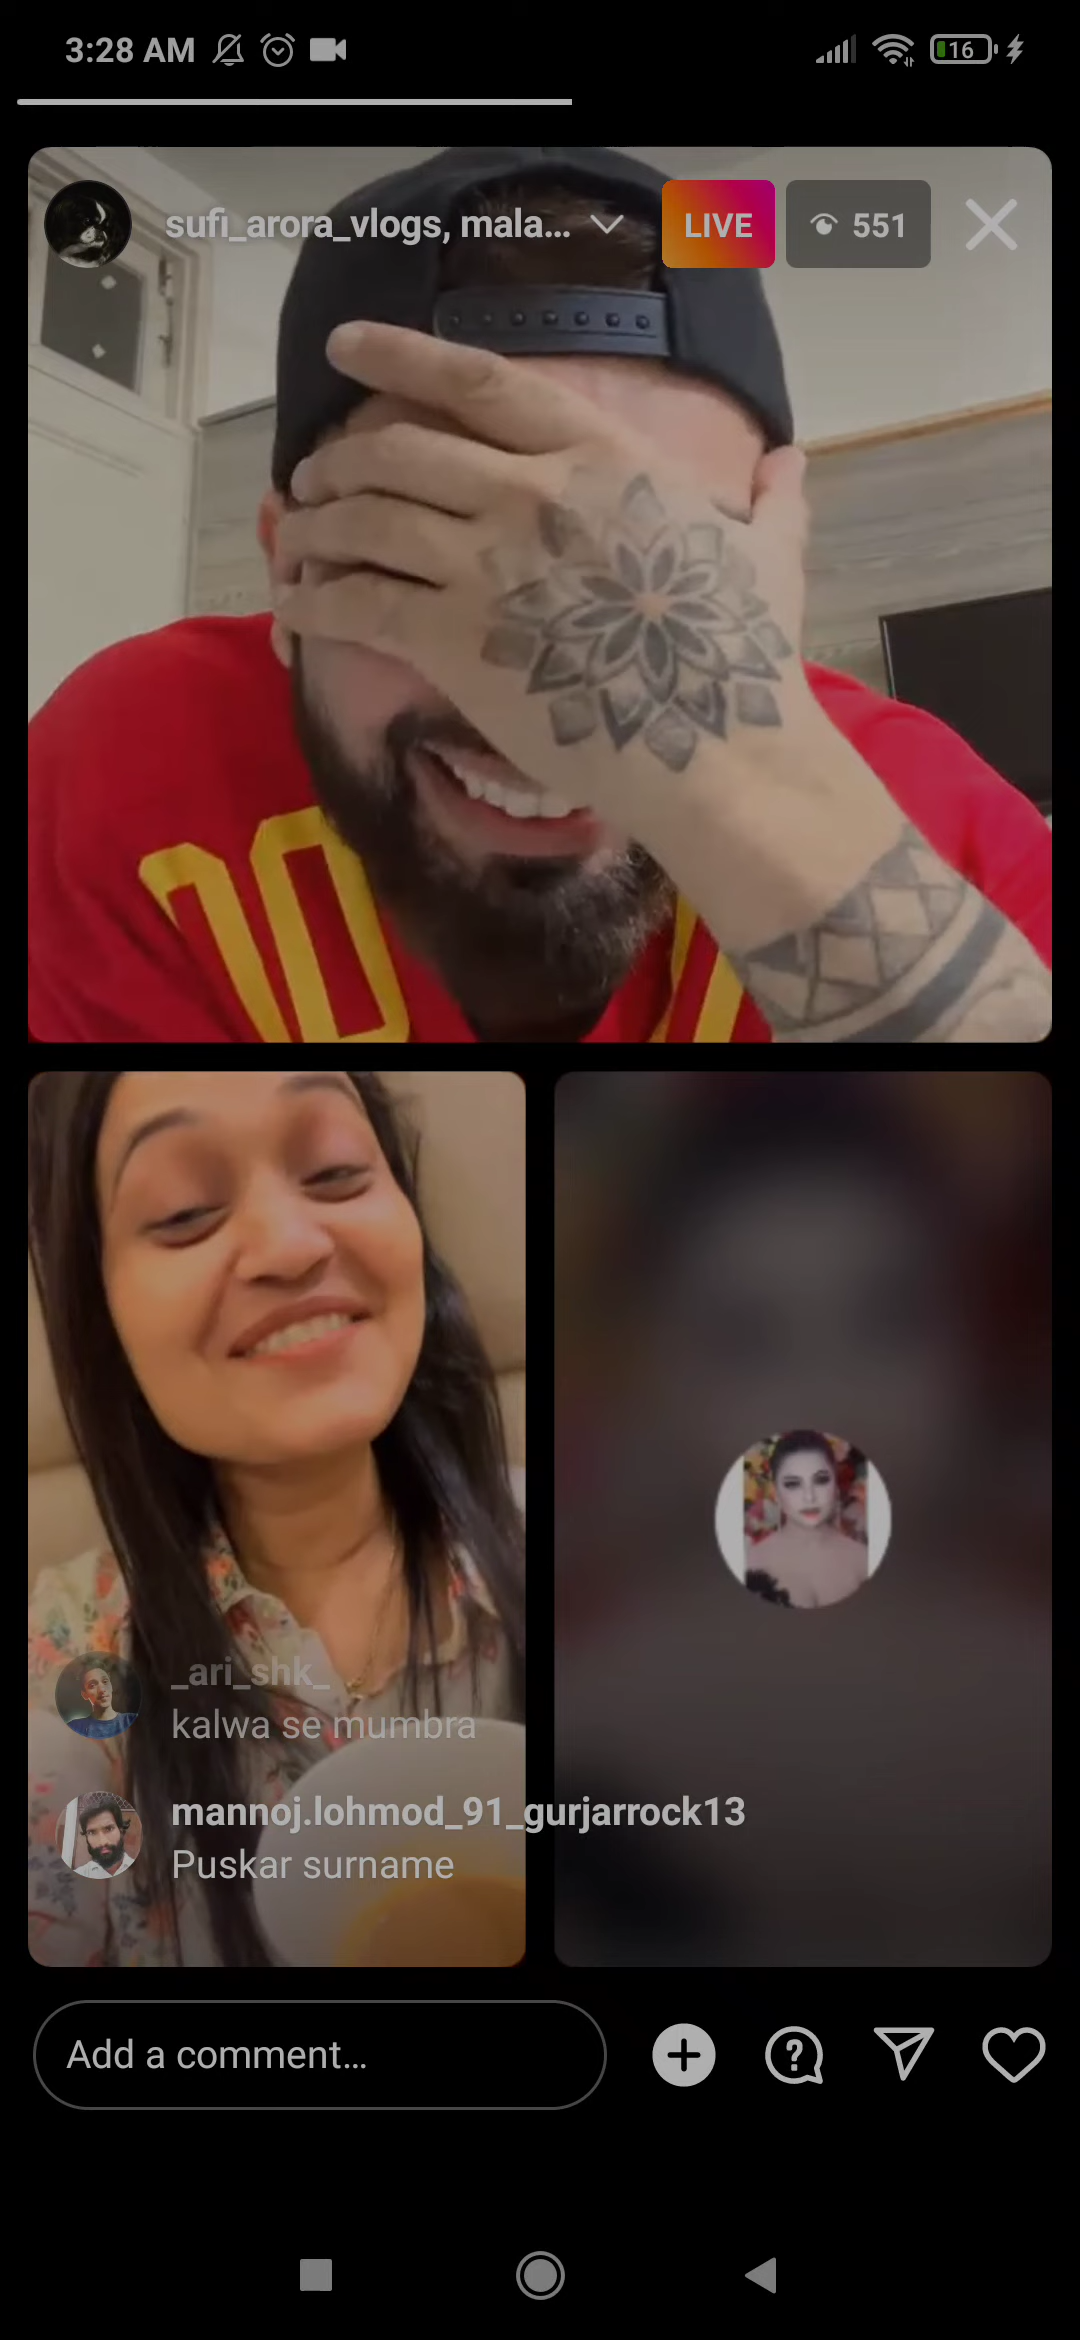 3:28 AM
16
sufi_arora_vlogs, mala...
LIVE
551
_ari_shk_
kalwa se mumbra
mannoj.lohmod_91_gurjarrock13
Puskar surname
Add a comment...